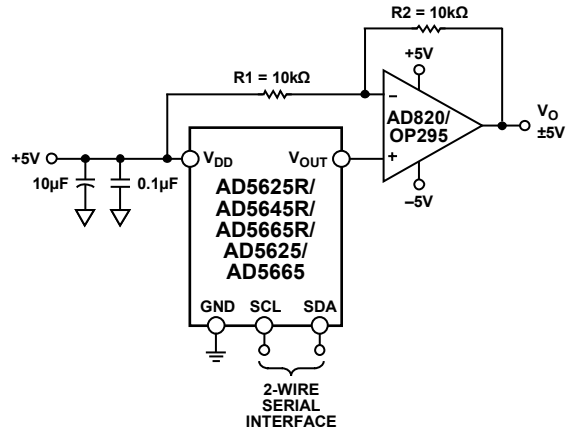 R2 = 10kΩ
+5V
R1 = 10kΩ
–
AD820/
OP295
+
V_O
±5V
–5V
+5V
10µF
0.1µF
V_DD
V_OUT
AD5625R/
AD5645R/
AD5665R/
AD5625/
AD5665
GND SCL SDA
2-WIRE
SERIAL
INTERFACE